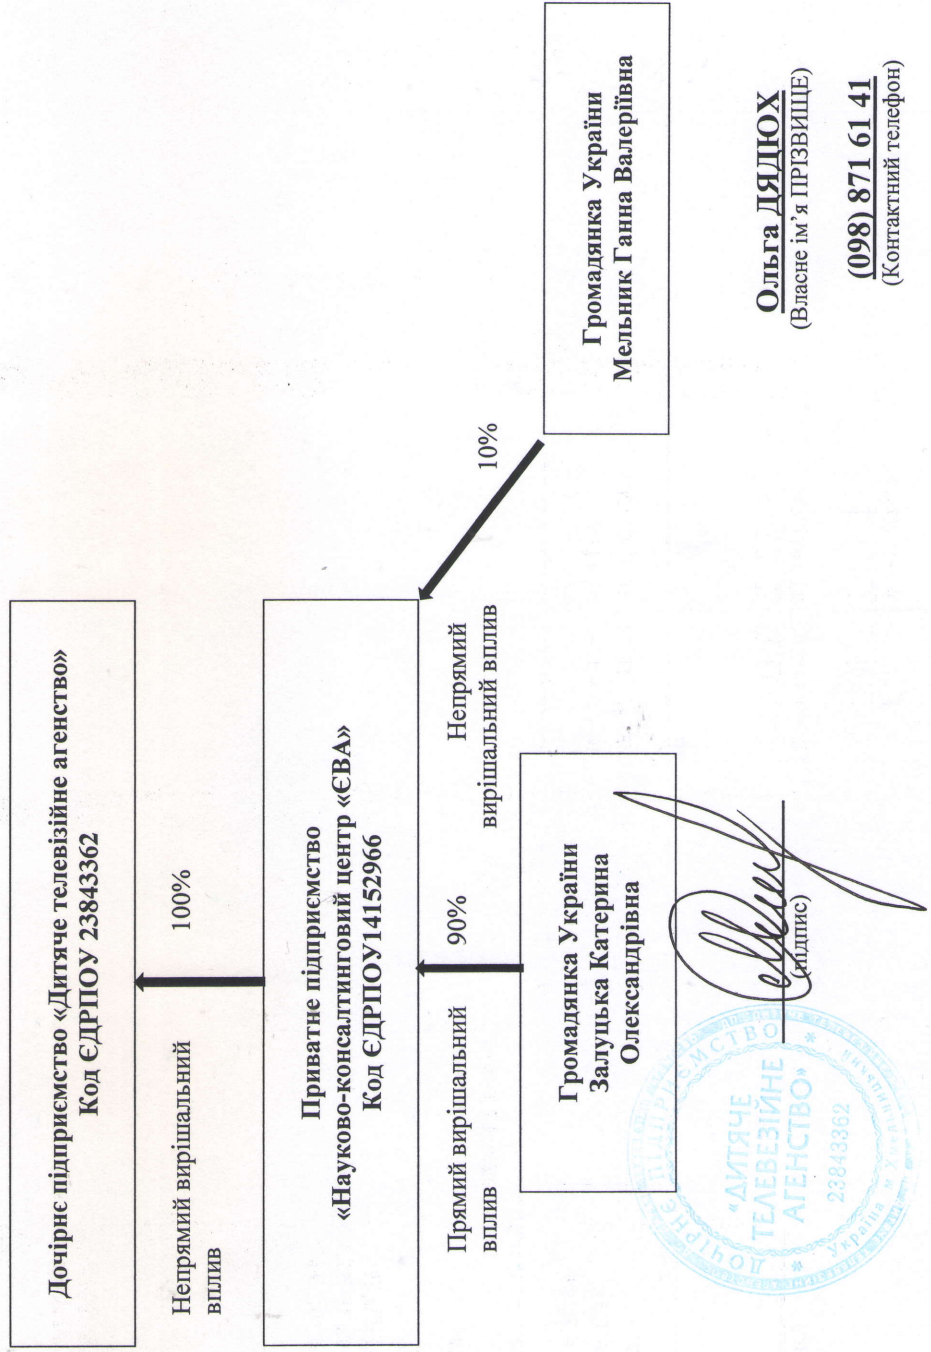 Дочірнє підприємство «Дитяче телевізійне агенство»
Код ЄДРПОУ 23843362
Непрямий вирішальний
вплив
100%
Приватне підприємство
«Науково-консалтинговий центр «ЄВА»
Код ЄДРПОУ14152966
Прямий вирішальний
вплив
90%
Непрямий
вирішальний вплив
10%
Громадянка України
Залуцька Катерина
Олександрівна
Громадянка України
Мельник Ганна Валеріївна
(підпис)
Ольга ДЯДЮХ
(Власне ім’я ПРІЗВИЩЕ)
(098) 871 61 41
(Контактний телефон)
ДОЧІРНЄ ПІДПРИЄМСТВО
«ДИТЯЧЕ
ТЕЛЕВЕЗІЙНЕ
АГЕНСТВО»
23843362
Україна м. Хмельницький